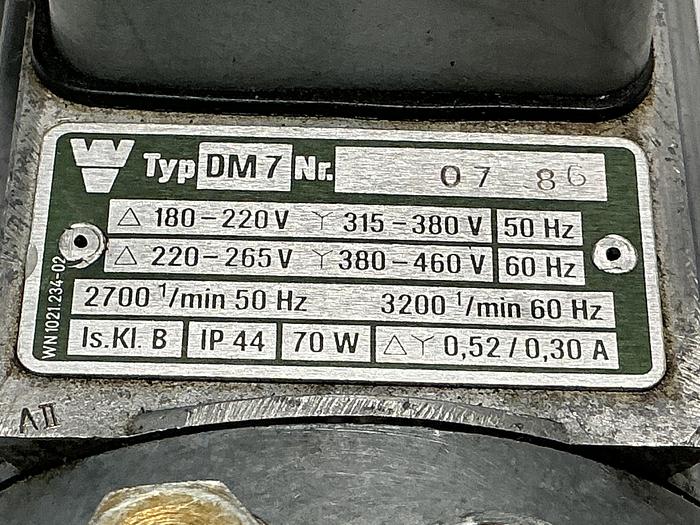 W Typ DM 7 Nr. 07 86
△ 180-220 V Y 315-380 V 50 Hz
△ 220-265 V Y 380-460 V 60 Hz
2700 1/min 50 Hz 3200 1/min 60 Hz
Is.Kl. B IP 44 70 W △ Y 0,52 / 0,30 A
WN 1021.234-02
AII